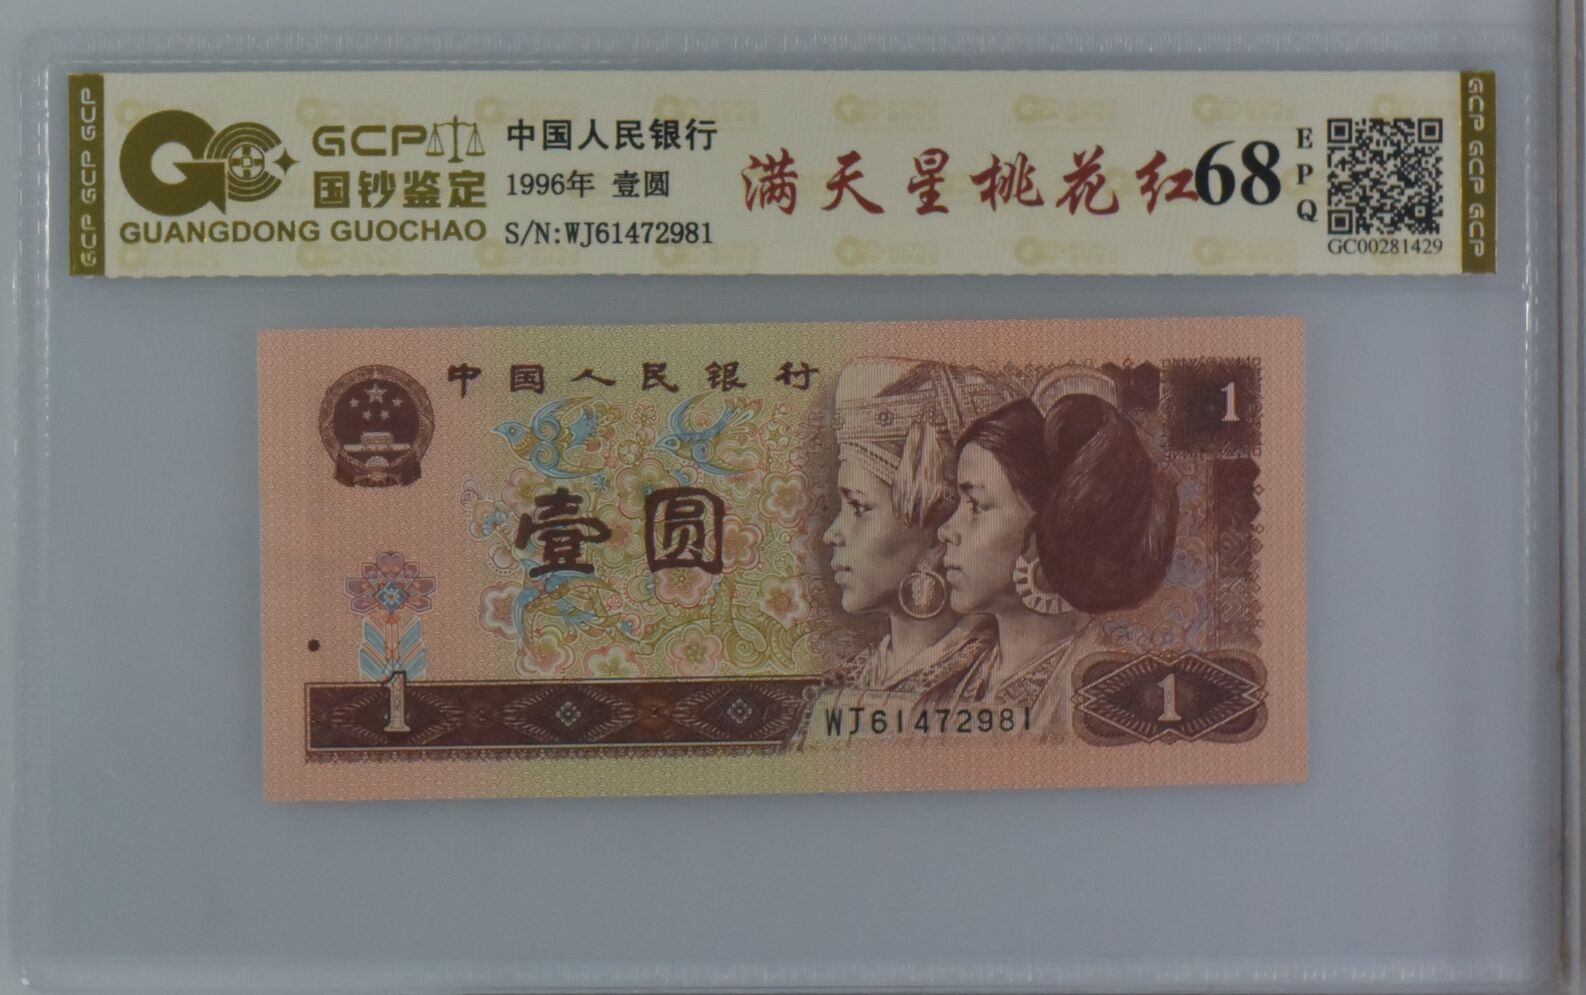 GCP GCP GCP
GCP
国钞鉴定
GUANGDONG GUOCHAO
中国人民银行
1996年 壹圆
S/N:WJ61472981
满天星桃花红
68
EPQ
GC00281429
GCP GCP GCP
中国人民银行
1
壹圆
1
WJ61472981
1